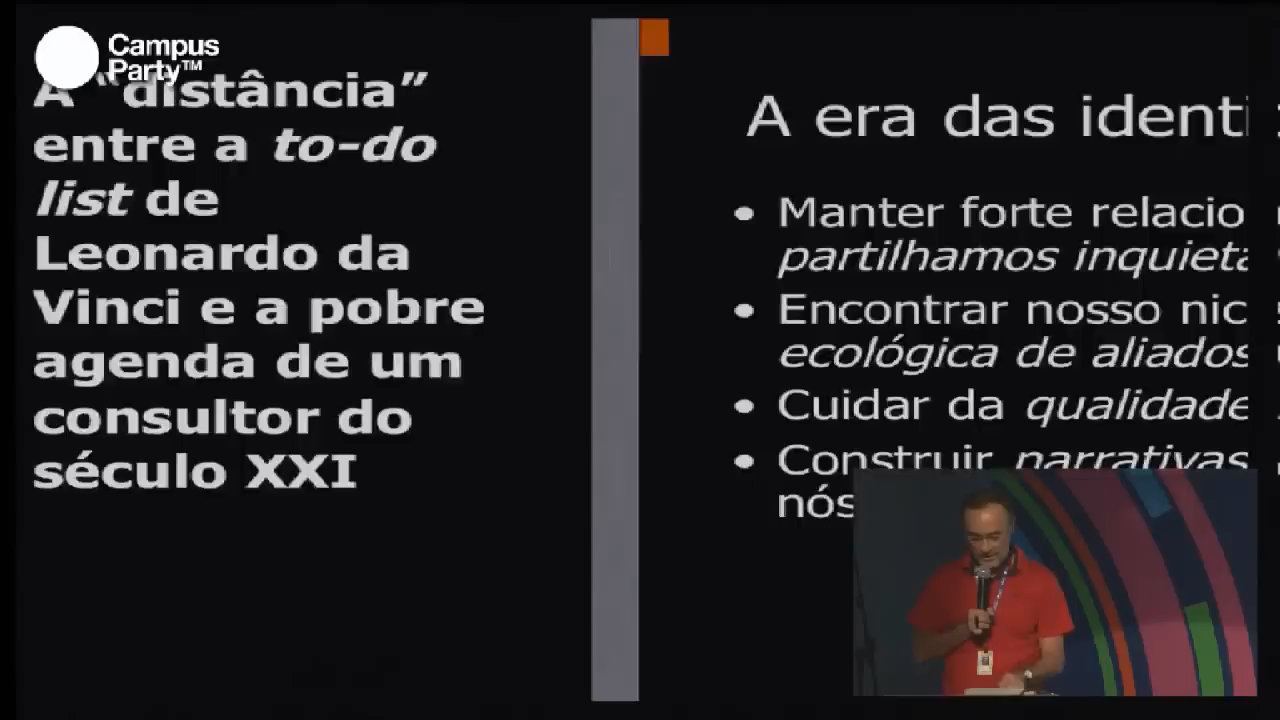 Campus
Party™
A “distância”
entre a to-do
list de
Leonardo da
Vinci e a pobre
agenda de um
consultor do
século XXI
A era das identi
• Manter forte relacio
partilhamos inquieta
• Encontrar nosso nic
ecológica de aliados
• Cuidar da qualidade
• Construir narrativas
nós